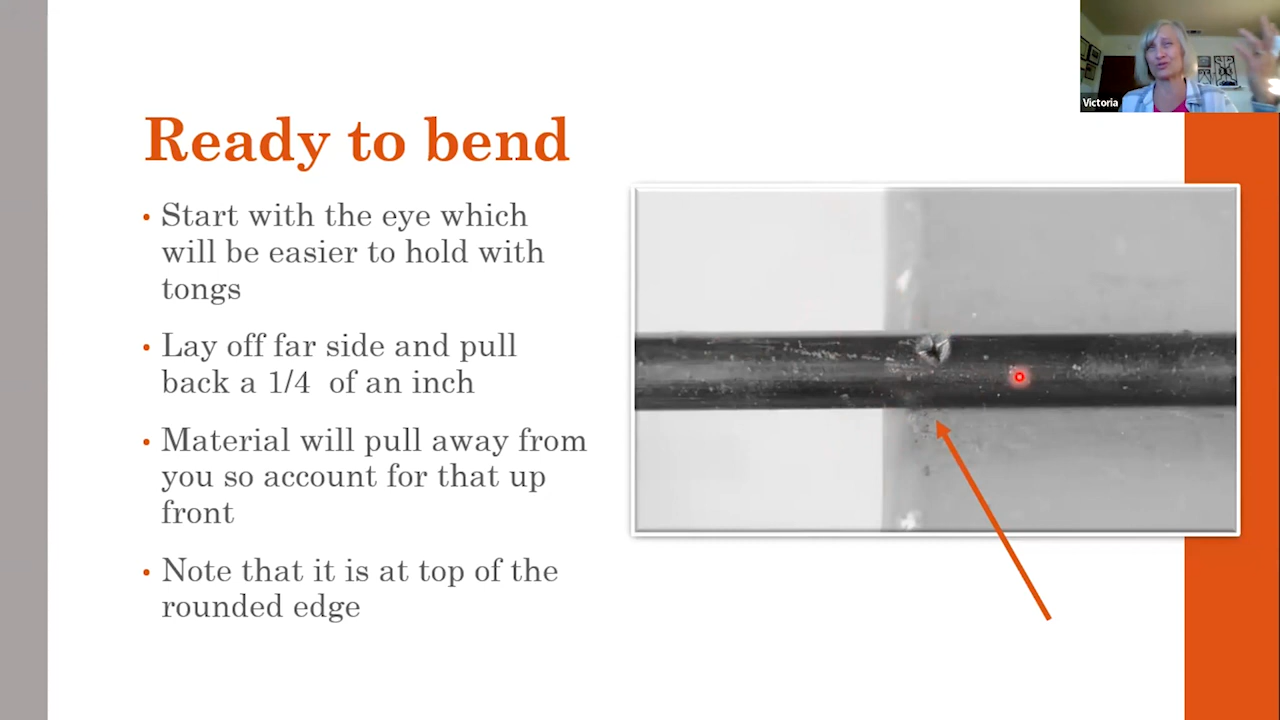 Victoria
Ready to bend
• Start with the eye which
will be easier to hold with
tongs
• Lay off far side and pull
back a 1/4 of an inch
• Material will pull away from
you so account for that up
front
• Note that it is at top of the
rounded edge